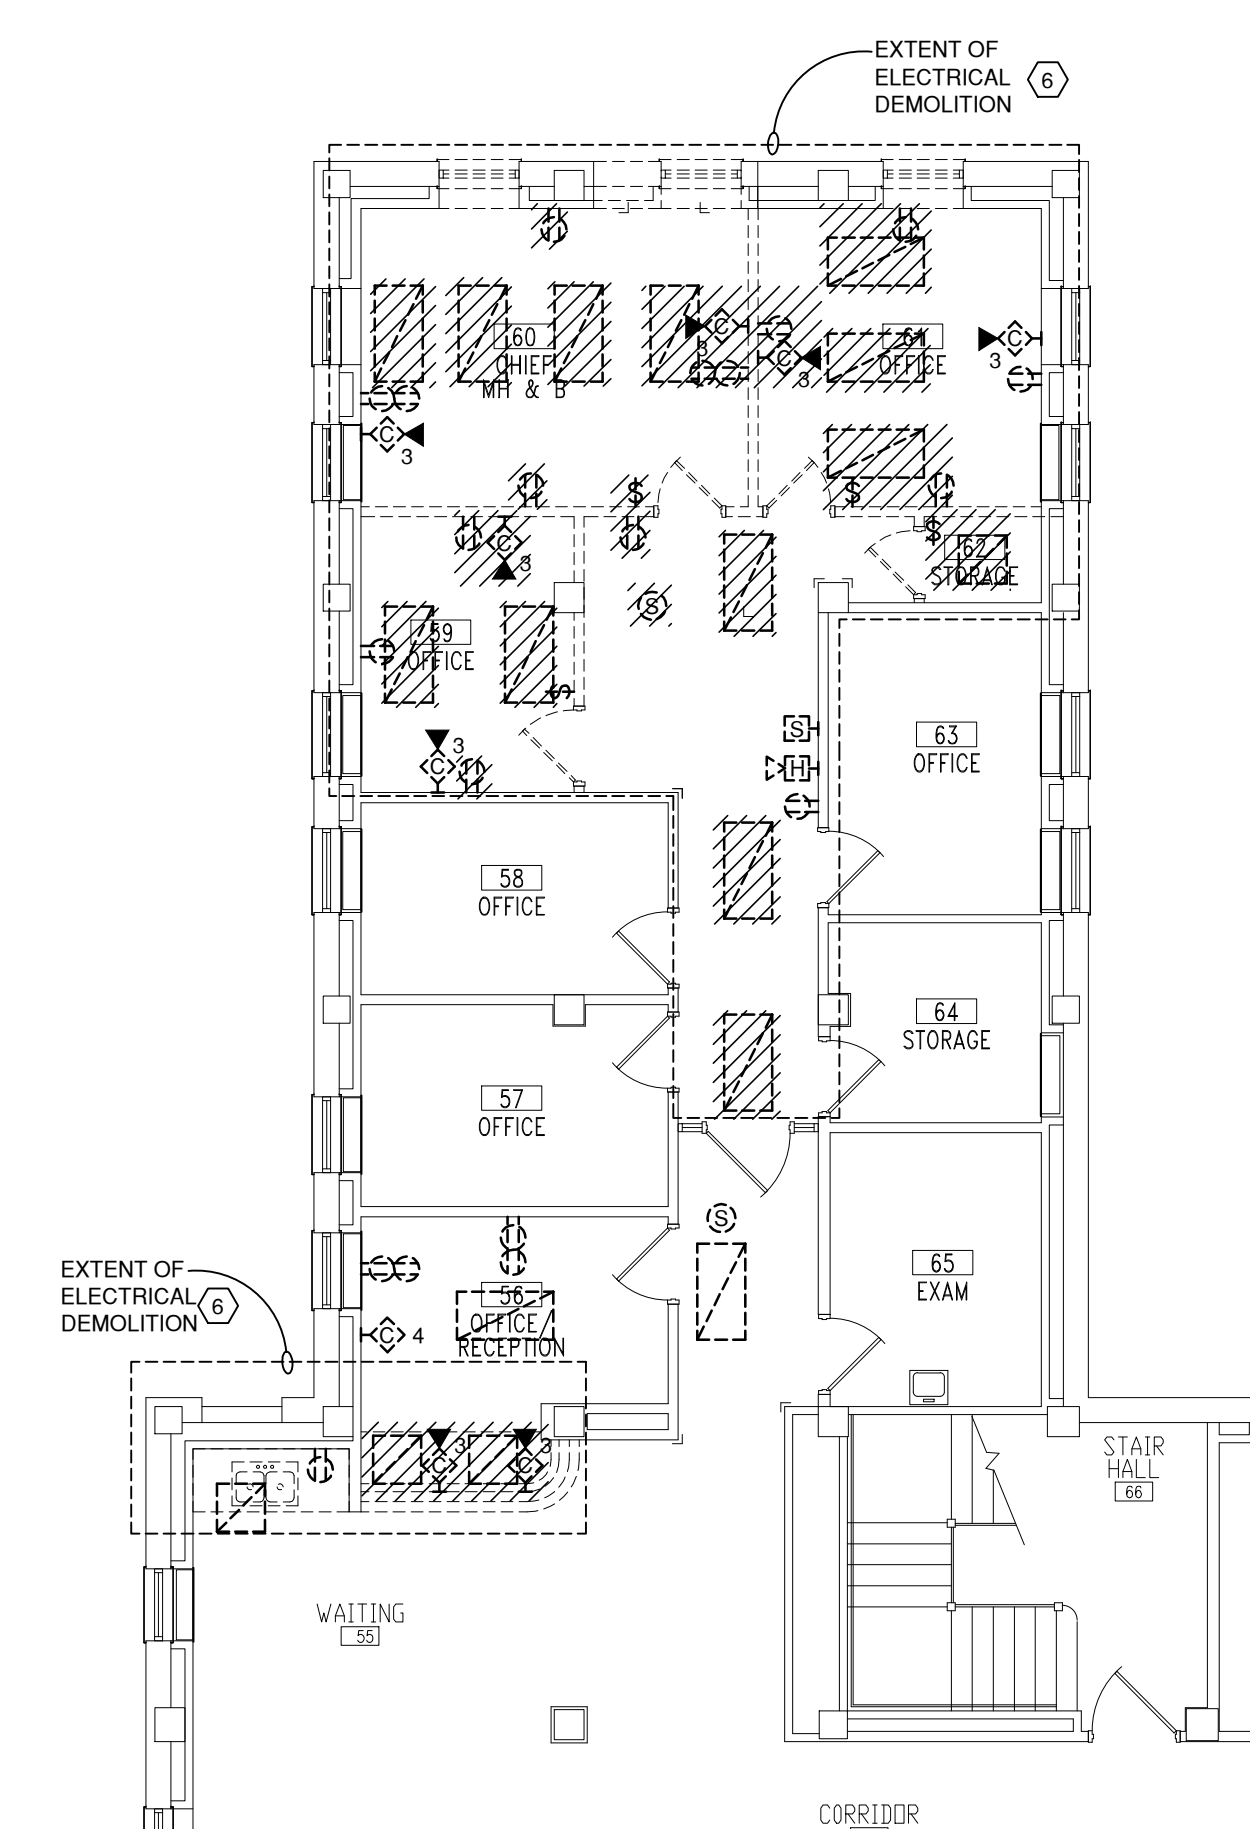 EXTENT OF
ELECTRICAL
DEMOLITION
6
60
CHIEF
MH & B
61
OFFICE
C
3
C
3
C
3
C
3
$
$
$
62
STORAGE
C
3
S
59
OFFICE
$
C
3
S
H
63
OFFICE
58
OFFICE
64
STORAGE
57
OFFICE
S
65
EXAM
56
OFFICE/
RECEPTION
C
4
EXTENT OF
ELECTRICAL
DEMOLITION
6
C
3
C
3
STAIR
HALL
66
WAITING
55
CORRIDOR